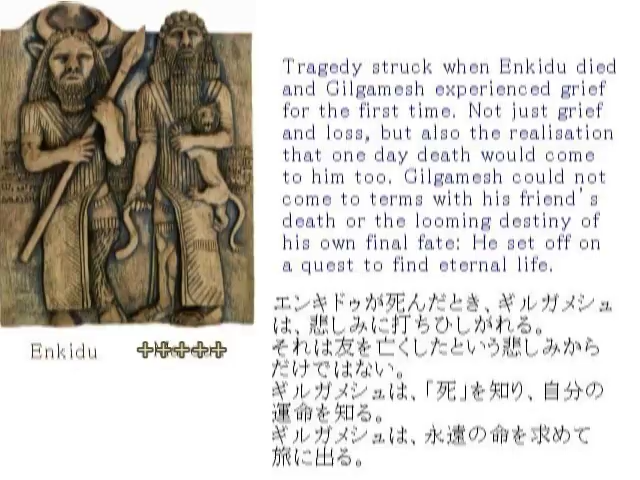 Tragedy struck when Enkidu died
and Gilgamesh experienced grief
for the first time. Not just grief
and loss, but also the realisation
that one day death would come
to him too. Gilgamesh could not
come to terms with his friend's
death or the looming destiny of
his own final fate: He set off on
a quest to find eternal life.
エンキドゥが死んだとき、ギルガメシュ
は、悲しみに打ちひしがれる。
それは友を亡くしたという悲しみから
だけではない。
ギルガメシュは、「死」を知り、自分の
運命を知る。
ギルガメシュは、永遠の命を求めて
旅に出る。
Enkidu